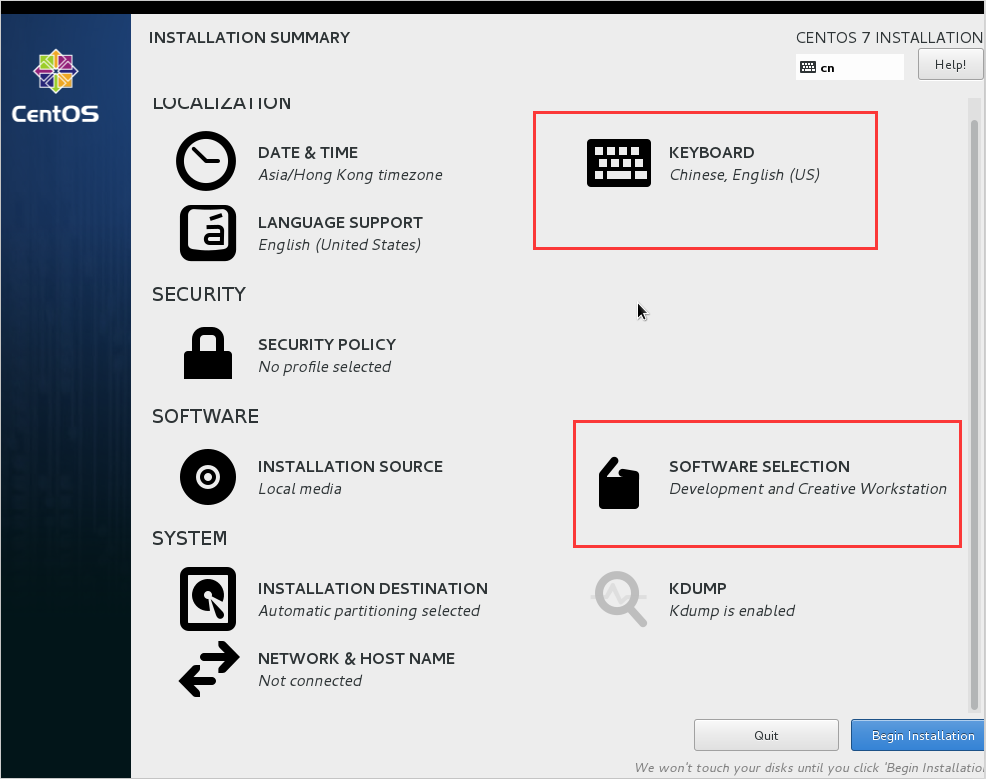 INSTALLATION SUMMARY
CENTOS 7 INSTALLATION
cn
Help!
CentOS
LOCALIZATION
DATE & TIME
Asia/Hong Kong timezone
KEYBOARD
Chinese, English (US)
á
LANGUAGE SUPPORT
English (United States)
SECURITY
SECURITY POLICY
No profile selected
SOFTWARE
INSTALLATION SOURCE
Local media
SOFTWARE SELECTION
Development and Creative Workstation
SYSTEM
INSTALLATION DESTINATION
Automatic partitioning selected
KDUMP
Kdump is enabled
NETWORK & HOST NAME
Not connected
Quit
Begin Installation
We won't touch your disks until you click 'Begin Installatio